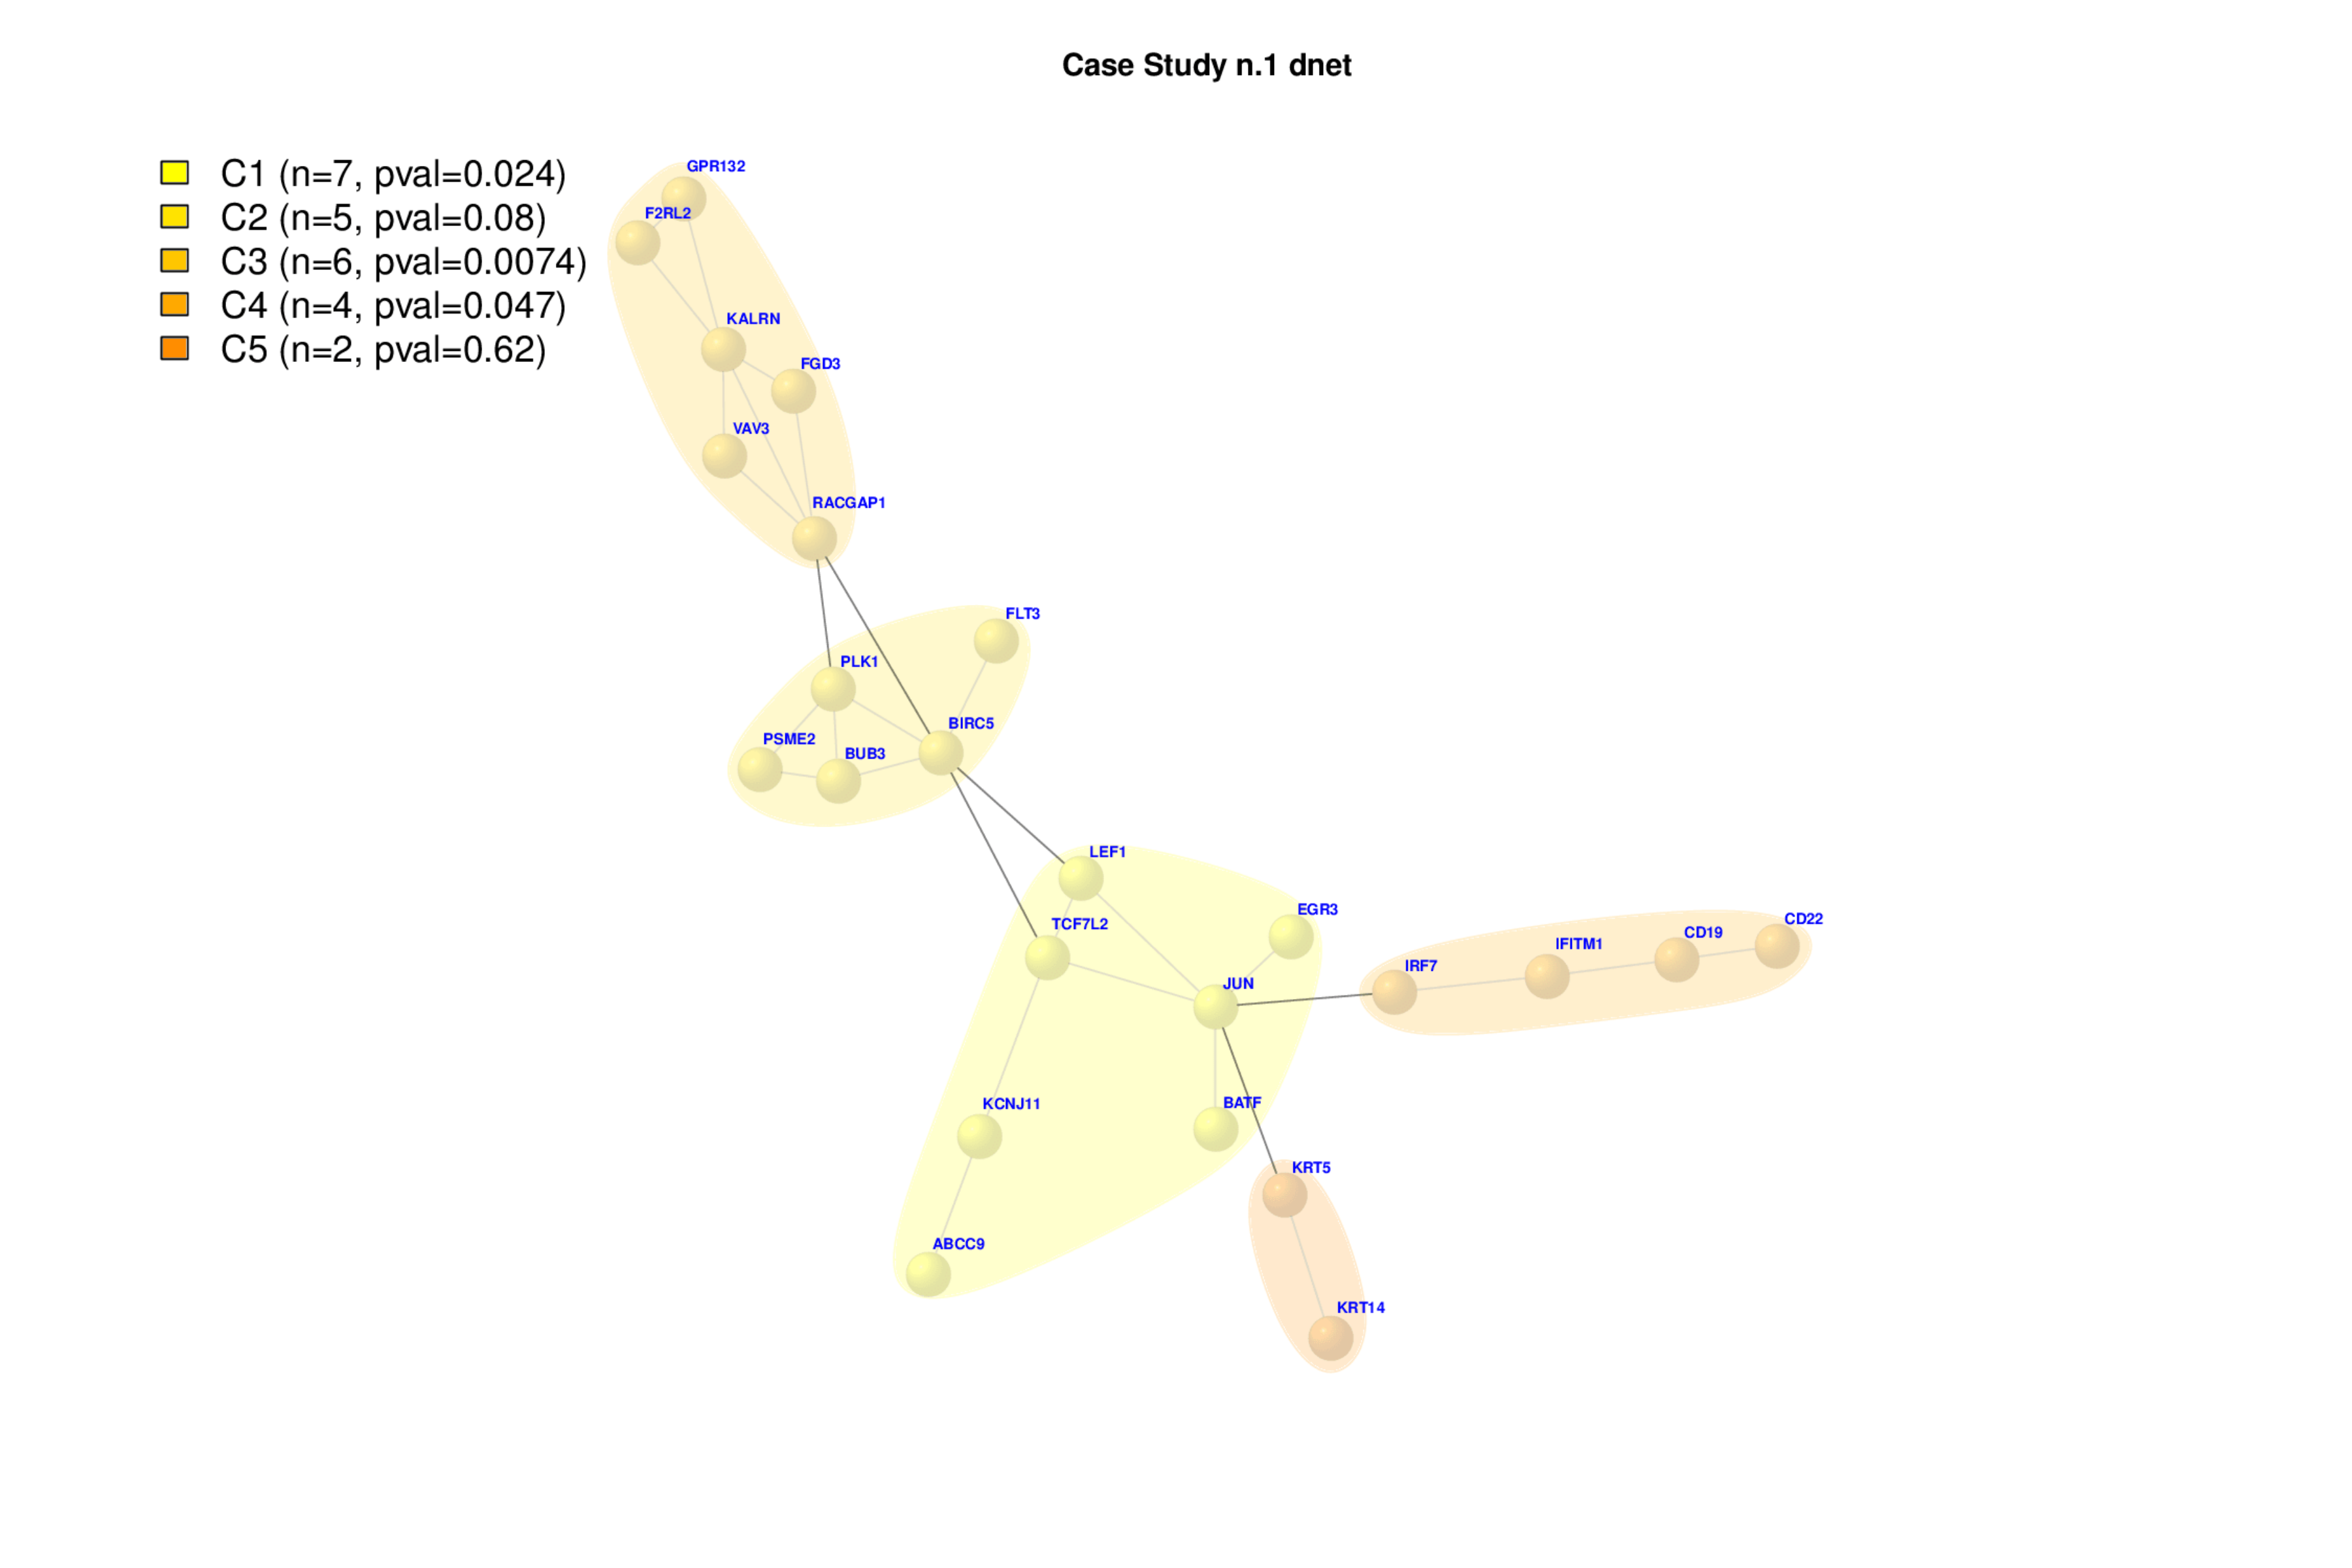 Case Study n.1 dnet
C1 (n=7, pval=0.024)
C2 (n=5, pval=0.08)
C3 (n=6, pval=0.0074)
C4 (n=4, pval=0.047)
C5 (n=2, pval=0.62)
GPR132
F2RL2
KALRN
FGD3
VAV3
RACGAP1
FLT3
PLK1
BIRC5
PSME2
BUB3
LEF1
EGR3
TCF7L2
CD22
CD19
IFITM1
IRF7
JUN
KCNJ11
BATF
KRT5
ABCC9
KRT14